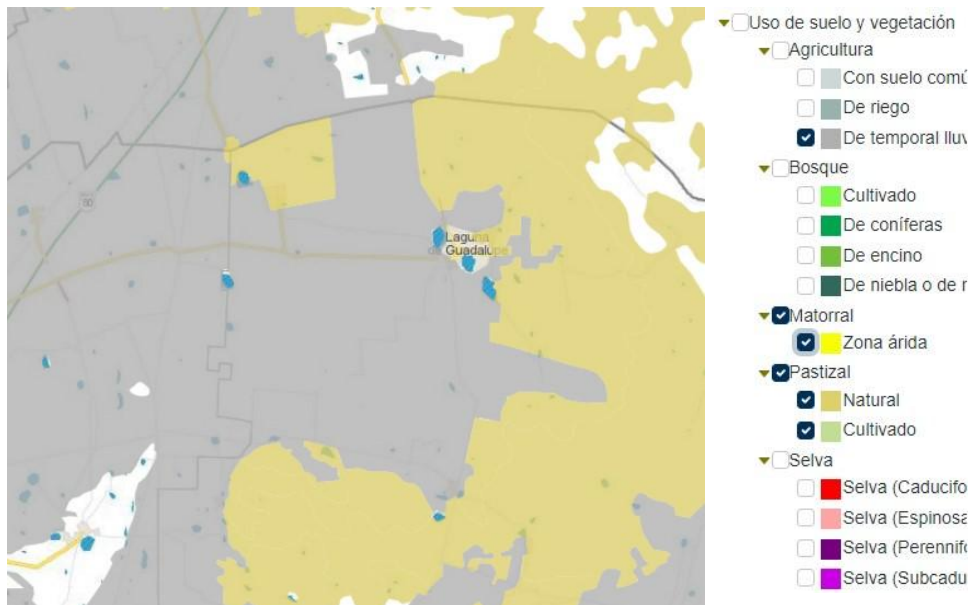 80
Laguna
de Guadalupe
Uso de suelo y vegetación
Agricultura
Con suelo comú
De riego
De temporal lluv
Bosque
Cultivado
De coníferas
De encino
De niebla o de r
Matorral
Zona árida
Pastizal
Natural
Cultivado
Selva
Selva (Caducifo
Selva (Espinosa
Selva (Perennifo
Selva (Subcadu